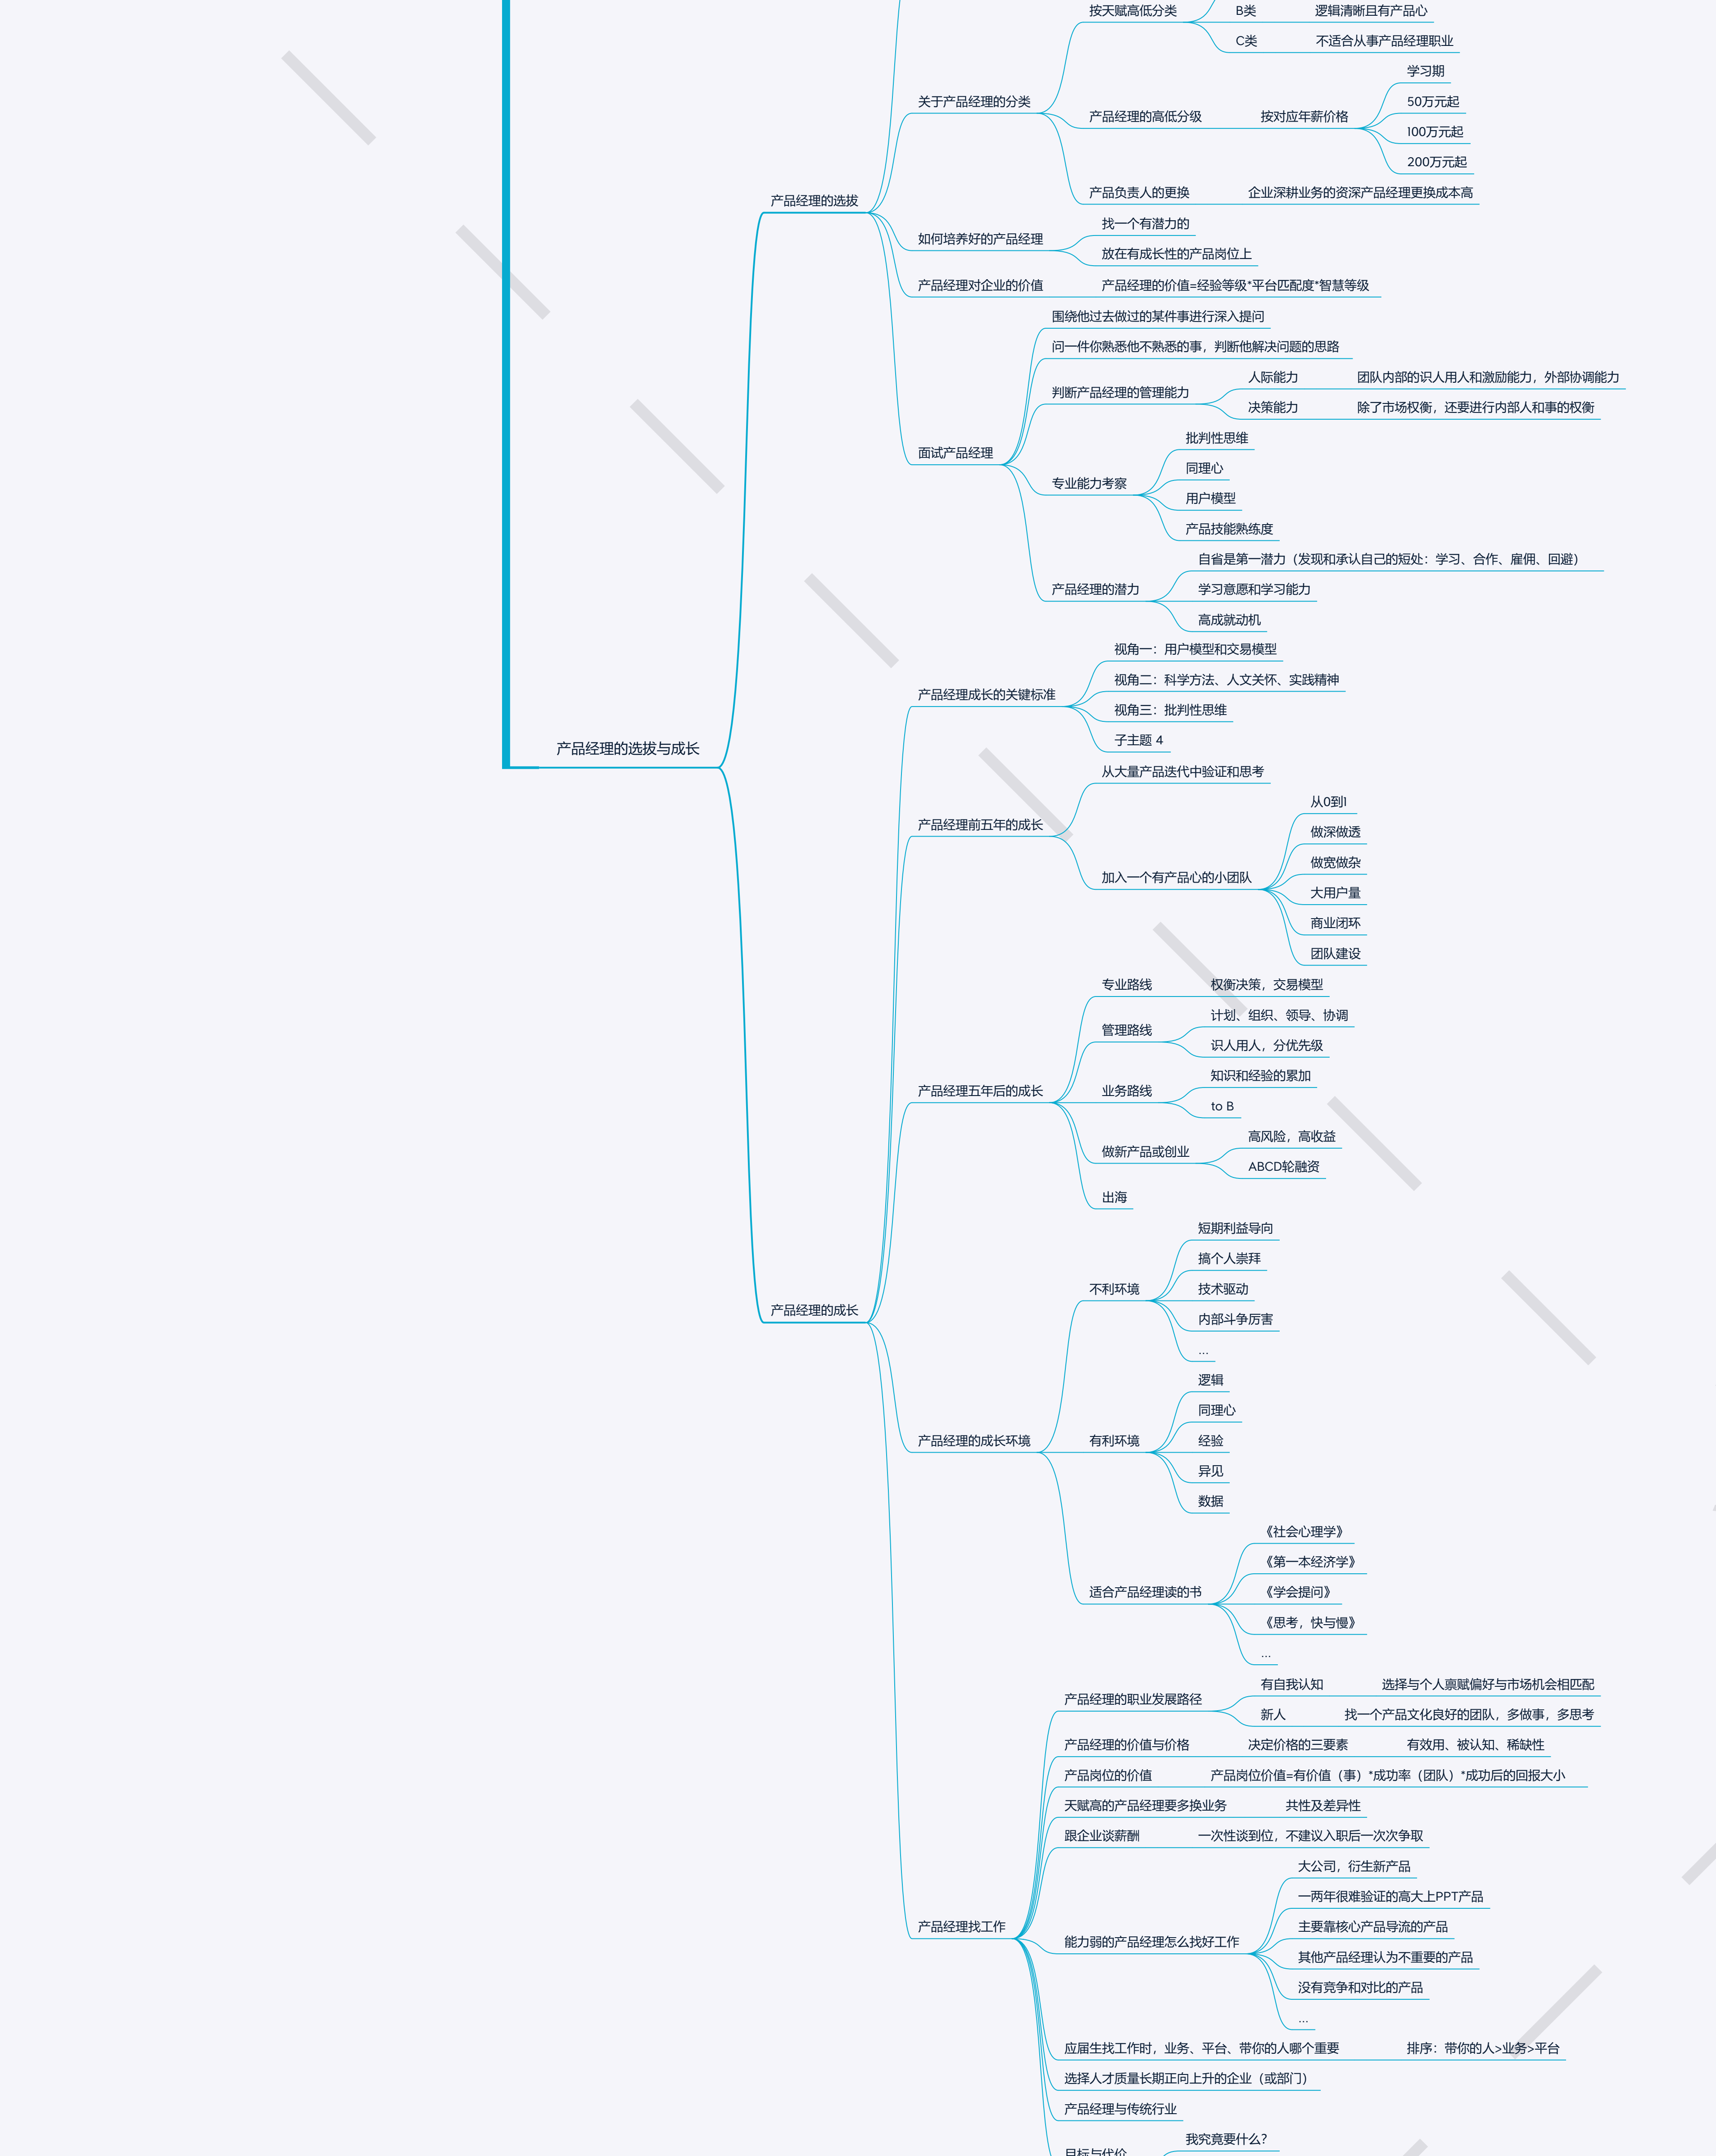 按天赋高低分类
B类
逻辑清晰且有产品心
C类
不适合从事产品经理职业
关于产品经理的分类
产品经理的高低分级
按对应年薪价格
学习期
50万元起
100万元起
200万元起
产品负责人的更换
企业深耕业务的资深产品经理更换成本高
产品经理的选拔
如何培养好的产品经理
找一个有潜力的
放在有成长性的产品岗位上
产品经理对企业的价值
产品经理的价值=经验等级*平台匹配度*智慧等级
面试产品经理
围绕他过去做过的某件事进行深入提问
问一件你熟悉他不熟悉的事，判断他解决问题的思路
判断产品经理的管理能力
人际能力
团队内部的识人用人和激励能力，外部协调能力
决策能力
除了市场权衡，还要进行内部人和事的权衡
专业能力考察
批判性思维
同理心
用户模型
产品技能熟练度
产品经理的潜力
自省是第一潜力（发现和承认自己的短处：学习、合作、雇佣、回避）
学习意愿和学习能力
高成就动机
产品经理的选拔与成长
产品经理的成长
产品经理成长的关键标准
视角一：用户模型和交易模型
视角二：科学方法、人文关怀、实践精神
视角三：批判性思维
子主题 4
产品经理前五年的成长
从大量产品迭代中验证和思考
加入一个有产品心的小团队
从0到1
做深做透
做宽做杂
大用户量
商业闭环
团队建设
产品经理五年后的成长
专业路线
权衡决策，交易模型
管理路线
计划、组织、领导、协调
识人用人，分优先级
业务路线
知识和经验的累加
to B
做新产品或创业
高风险，高收益
ABCD轮融资
出海
产品经理的成长环境
不利环境
短期利益导向
搞个人崇拜
技术驱动
内部斗争厉害
...
有利环境
逻辑
同理心
经验
异见
数据
适合产品经理读的书
《社会心理学》
《第一本经济学》
《学会提问》
《思考，快与慢》
...
产品经理找工作
产品经理的职业发展路径
有自我认知
选择与个人禀赋偏好与市场机会相匹配
新人
找一个产品文化良好的团队，多做事，多思考
产品经理的价值与价格
决定价格的三要素
有效用、被认知、稀缺性
产品岗位的价值
产品岗位价值=有价值（事）*成功率（团队）*成功后的回报大小
天赋高的产品经理要多换业务
共性及差异性
跟企业谈薪酬
一次性谈到位，不建议入职后一次次争取
能力弱的产品经理怎么找好工作
大公司，衍生新产品
一两年很难验证的高大上PPT产品
主要靠核心产品导流的产品
其他产品经理认为不重要的产品
没有竞争和对比的产品
...
应届生找工作时，业务、平台、带你的人哪个重要
排序：带你的人>业务>平台
选择人才质量长期正向上升的企业（或部门）
产品经理与传统行业
目标与代价
我究竟要什么？